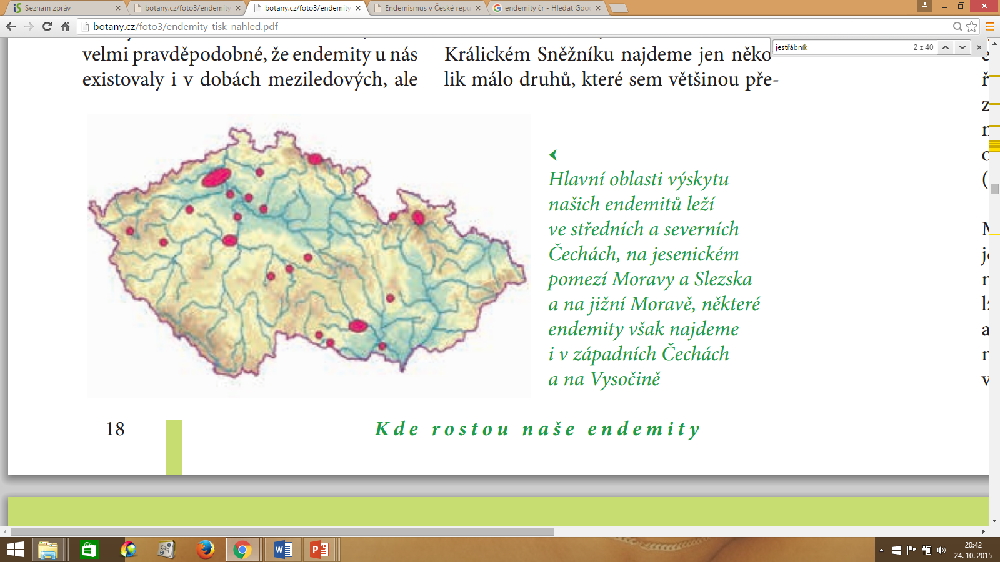 Seznam zpráv
botany.cz/foto3/endemity
botany.cz/foto3/endemity
Endemismus v České repu
endemity čr - Hledat Goo
botany.cz/foto3/endemity-tisk-nahled.pdf
jestřábník
2 z 40
velmi pravděpodobné, že endemity u nás
existovaly i v dobách meziledových, ale
Králickém Sněžníku najdeme jen něko
lik málo druhů, které sem většinou pře-
Hlavní oblasti výskytu
našich endemitů leží
ve středních a severních
Čechách, na jesenickém
pomezí Moravy a Slezska
a na jižní Moravě, některé
endemity však najdeme
i v západních Čechách
a na Vysočině
18
Kde rostou naše endemity
20:42
24. 10. 2015